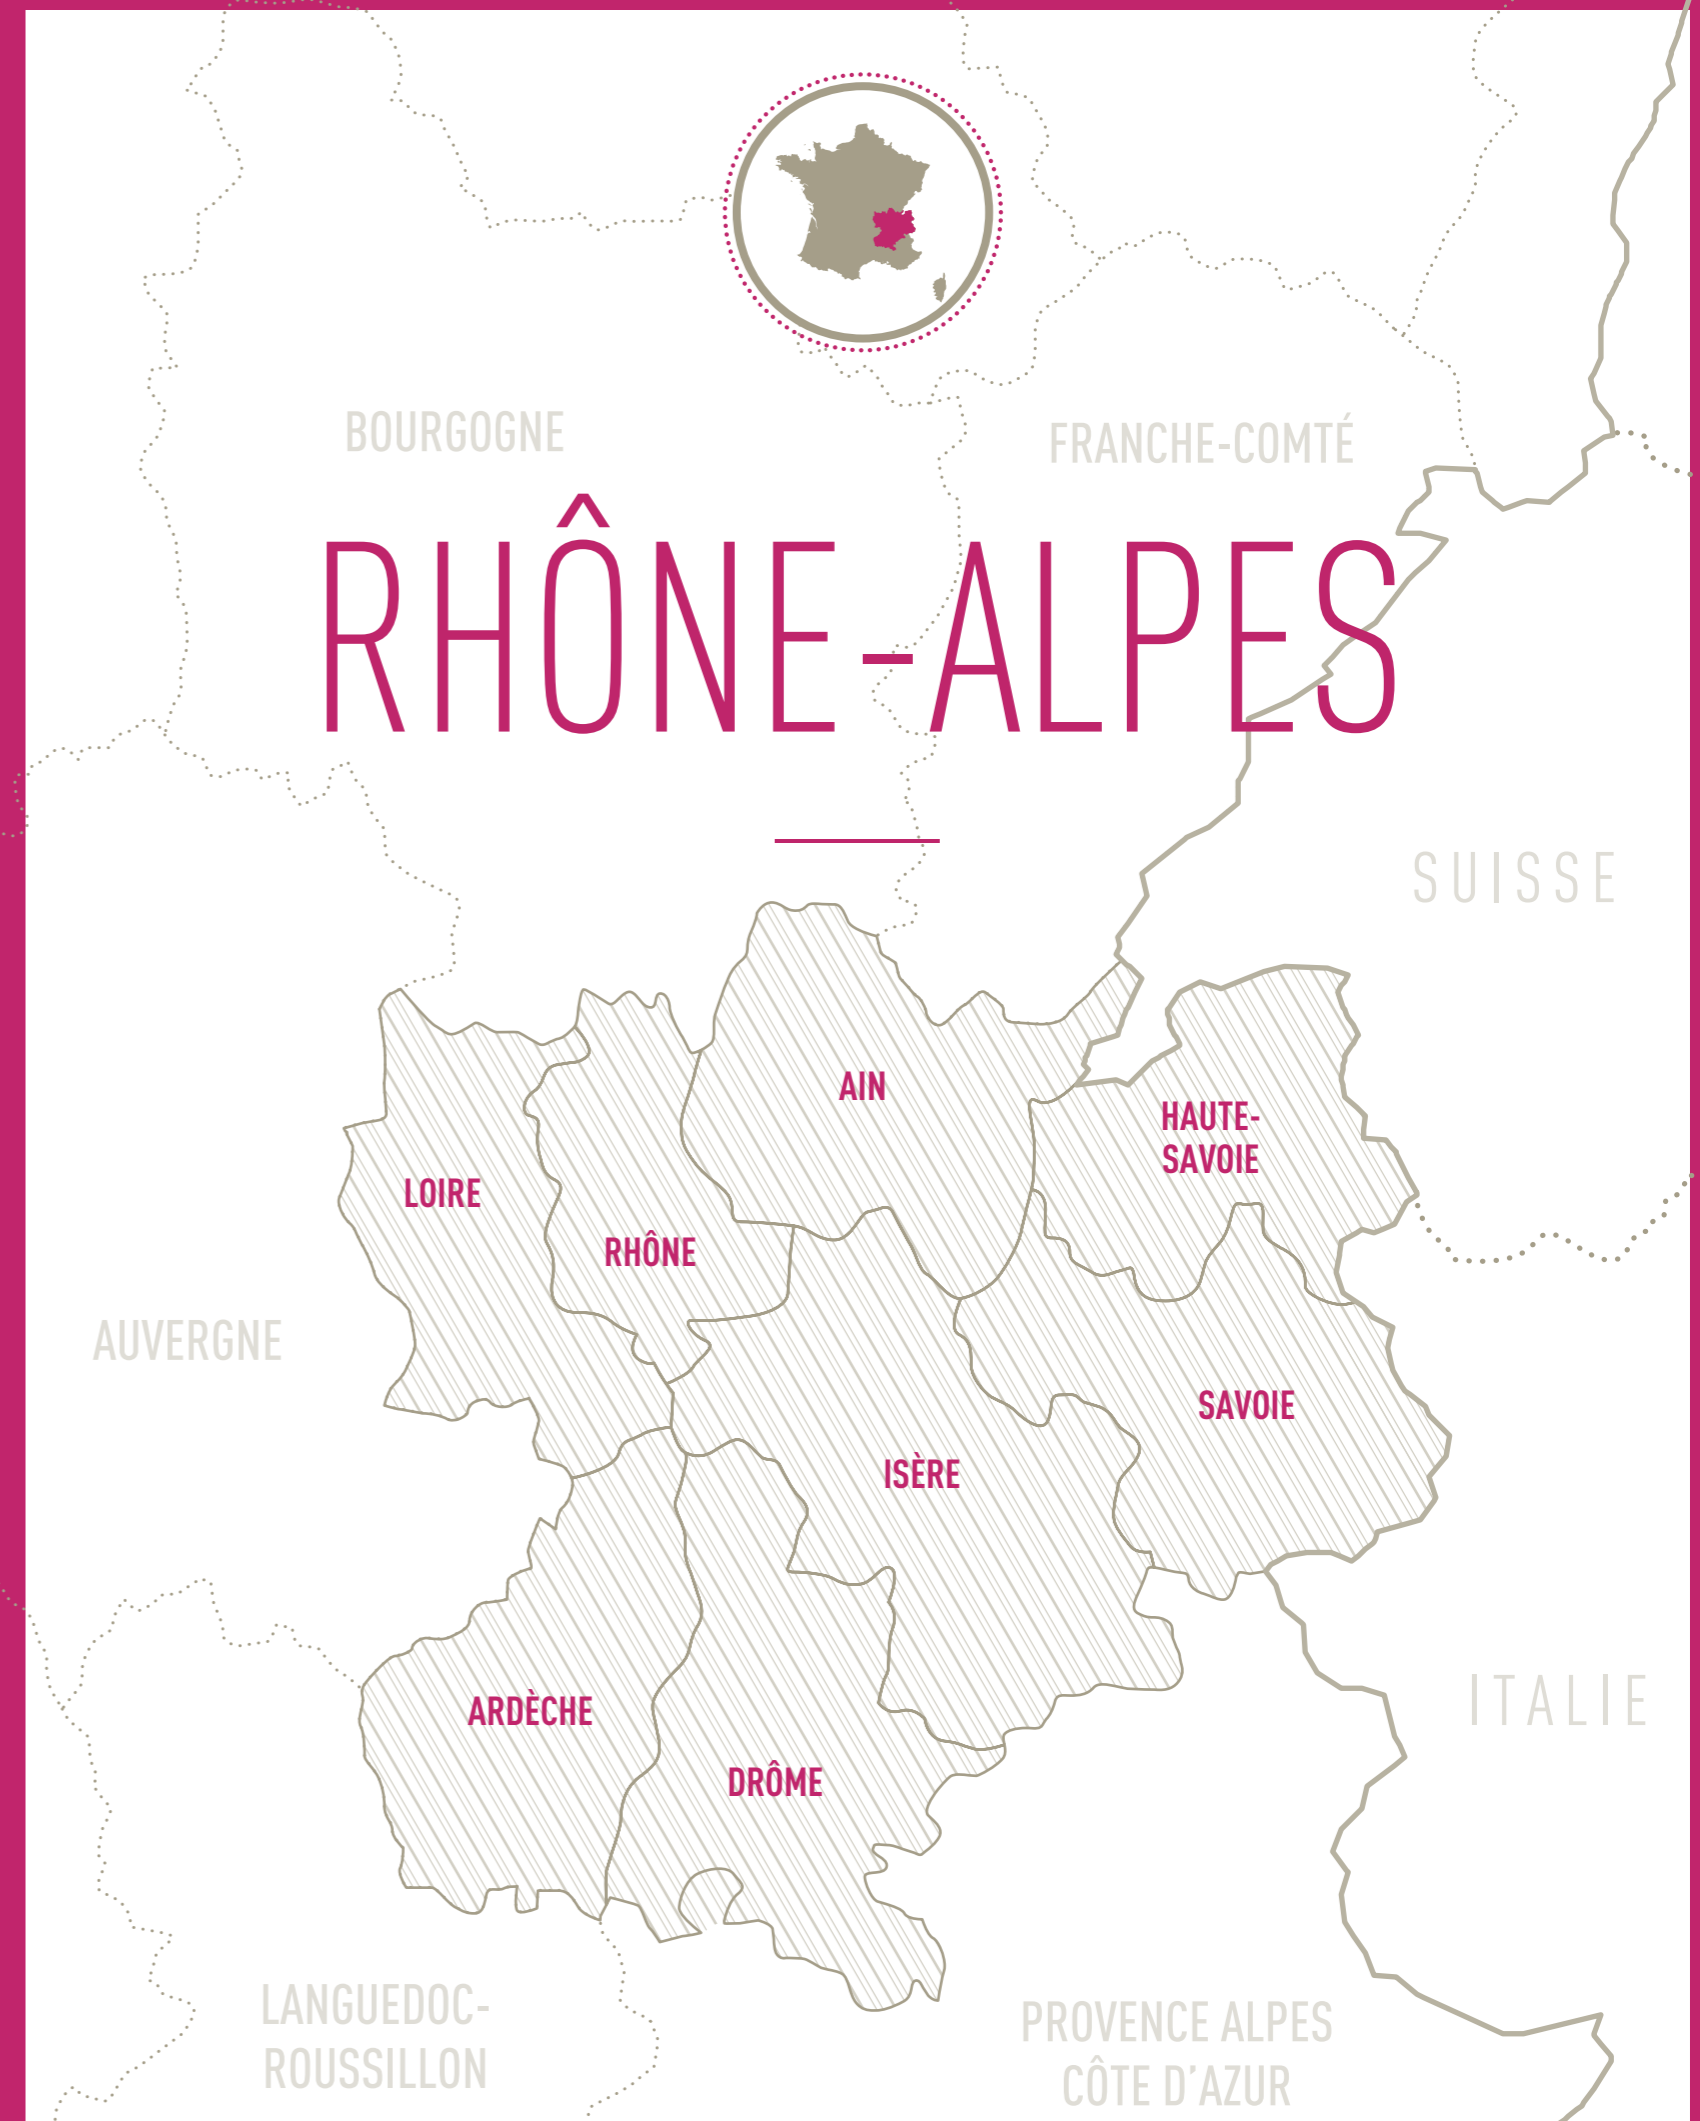 BOURGOGNE
FRANCHE-COMTÉ
RHÔNE-ALPES
SUISSE
AIN
HAUTE-
SAVOIE
LOIRE
RHÔNE
AUVERGNE
SAVOIE
ISÈRE
ITALIE
ARDÈCHE
DRÔME
LANGUEDOC-
ROUSSILLON
PROVENCE ALPES
CÔTE D'AZUR